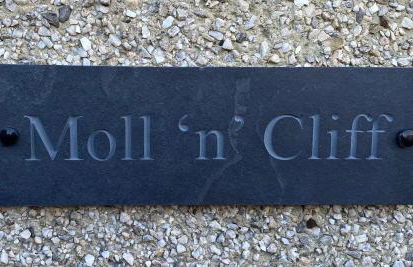 Moll ‘n’ Cliff